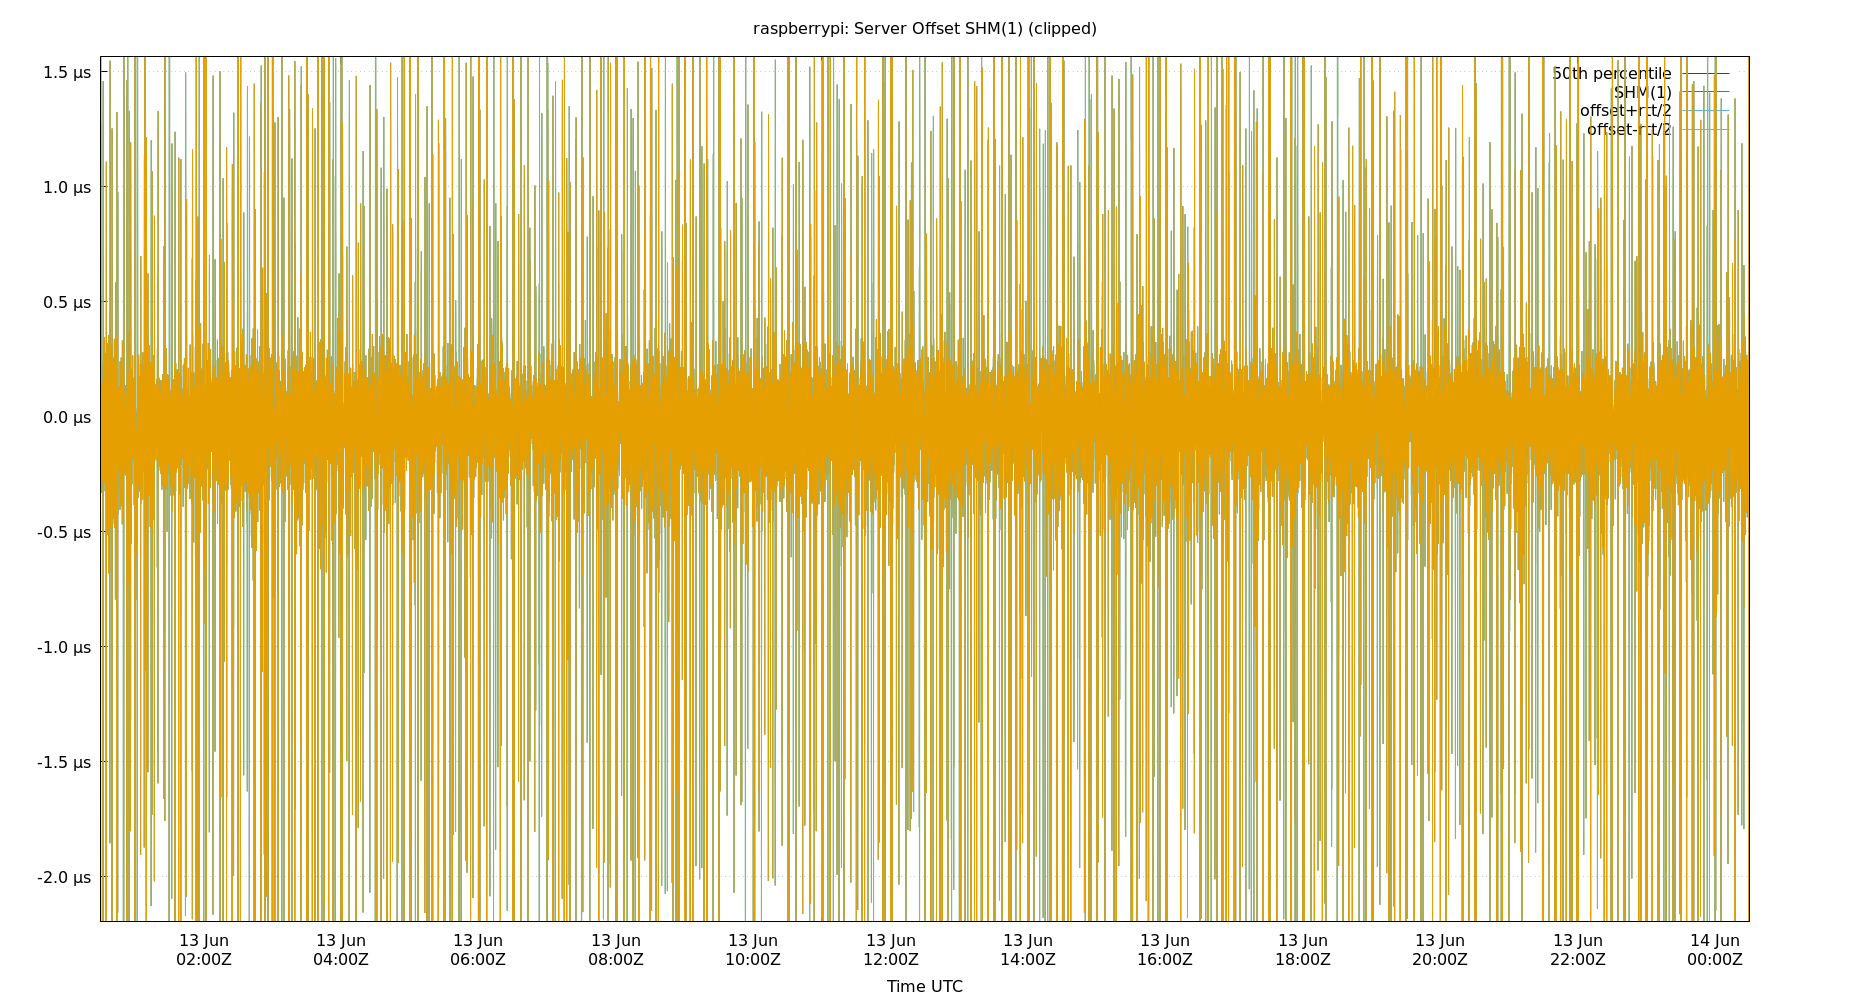 raspberrypi: Server Offset SHM(1) (clipped)
1.5 µs
1.0 µs
0.5 µs
0.0 µs
-0.5 µs
-1.0 µs
-1.5 µs
-2.0 µs
50th percentile
SHM(1)
offset+rtt/2
offset-rtt/2
13 Jun 13 Jun 13 Jun 13 Jun 13 Jun 13 Jun 13 Jun 13 Jun 13 Jun 13 Jun 13 Jun 14 Jun
02:00Z 04:00Z 06:00Z 08:00Z 10:00Z 12:00Z 14:00Z 16:00Z 18:00Z 20:00Z 22:00Z 00:00Z
Time UTC